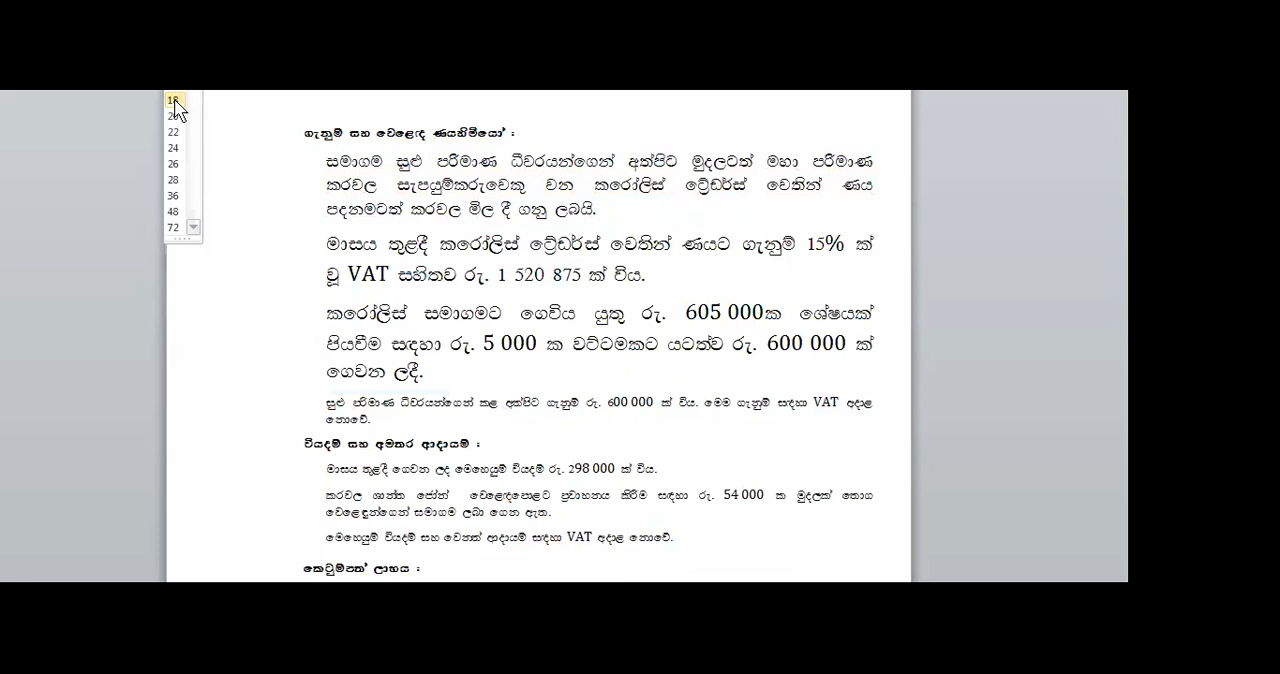 18
20
22
24
26
28
36
48
72
ගැනුම් සහ වෙළෙඳ ණයහිමියෝ :
සමාගම සුළු පරිමාණ ධීවරයන්ගෙන් අත්පිට මුදලටත් මහා පරිමාණ
කරවල සැපයුම්කරුවෙකු වන කරෝලිස් ට්‍රේඩර්ස් වෙතින් ණය
පදනමටත් කරවල මිල දී ගනු ලබයි.
මාසය තුළදී කරෝලිස් ට්‍රේඩර්ස් වෙතින් ණයට ගැනුම් 15% ක්
වූ VAT සහිතව රු. 1 520 875 ක් විය.
කරෝලිස් සමාගමට ගෙවිය යුතු රු. 605 000ක ශේෂයක්
පියවීම සඳහා රු. 5 000 ක වට්ටමකට යටත්ව රු. 600 000 ක්
ගෙවන ලදී.
සුළු පරිමාණ ධීවරයන්ගෙන් කළ අත්පිට ගැනුම් රු. 600 000 ක් විය. මෙම ගැනුම් සඳහා VAT අදාළ
නොවේ.
වියදම් සහ අමතර ආදායම් :
මාසය තුළදී ගෙවන ලද මෙහෙයුම් වියදම් රු. 298 000 ක් විය.
කරවල ශාන්ත ජෝන් වෙළෙඳපොළට ප්‍රවාහනය කිරීම සඳහා රු. 54 000 ක මුදලක් තොග
වෙළෙඳුන්ගෙන් සමාගම ලබා ගෙන ඇත.
මෙහෙයුම් වියදම් සහ වෙනත් ආදායම් සඳහා VAT අදාළ නොවේ.
කෙටුම්පත් ලාභය :